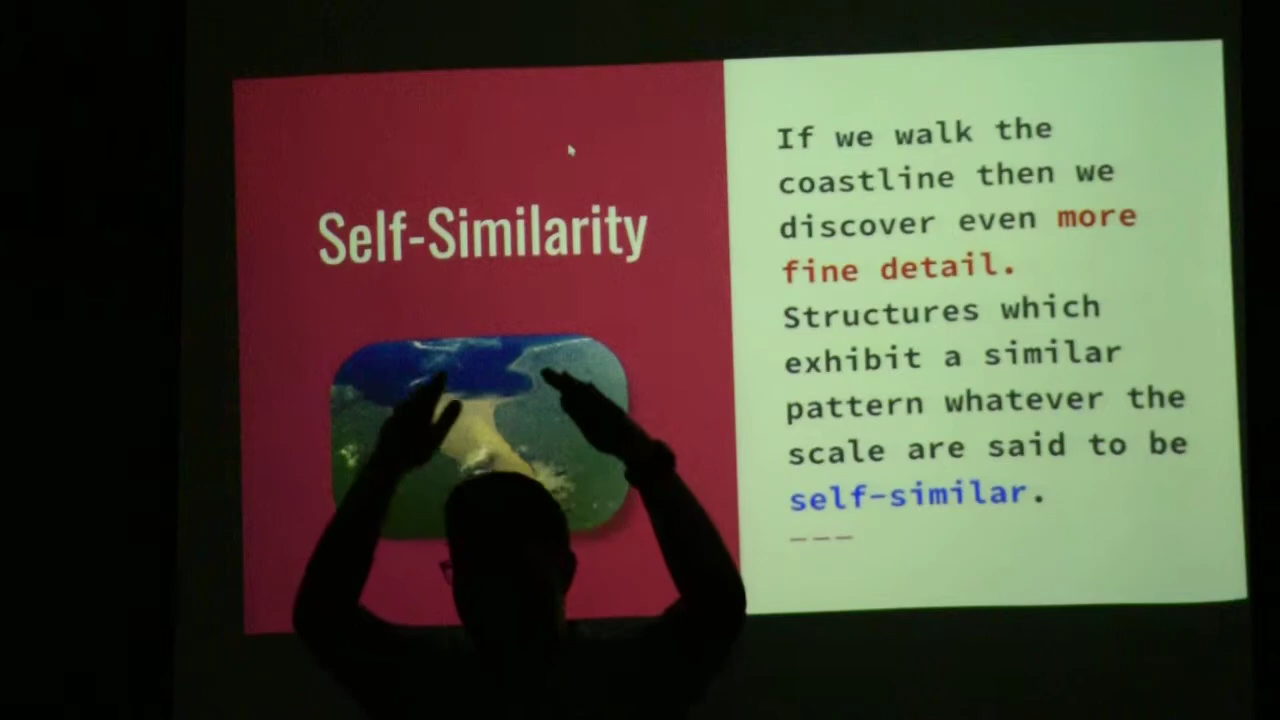 Self-Similarity
If we walk the
coastline then we
discover even more
fine detail.
Structures which
exhibit a similar
pattern whatever the
scale are said to be
self-similar.
---